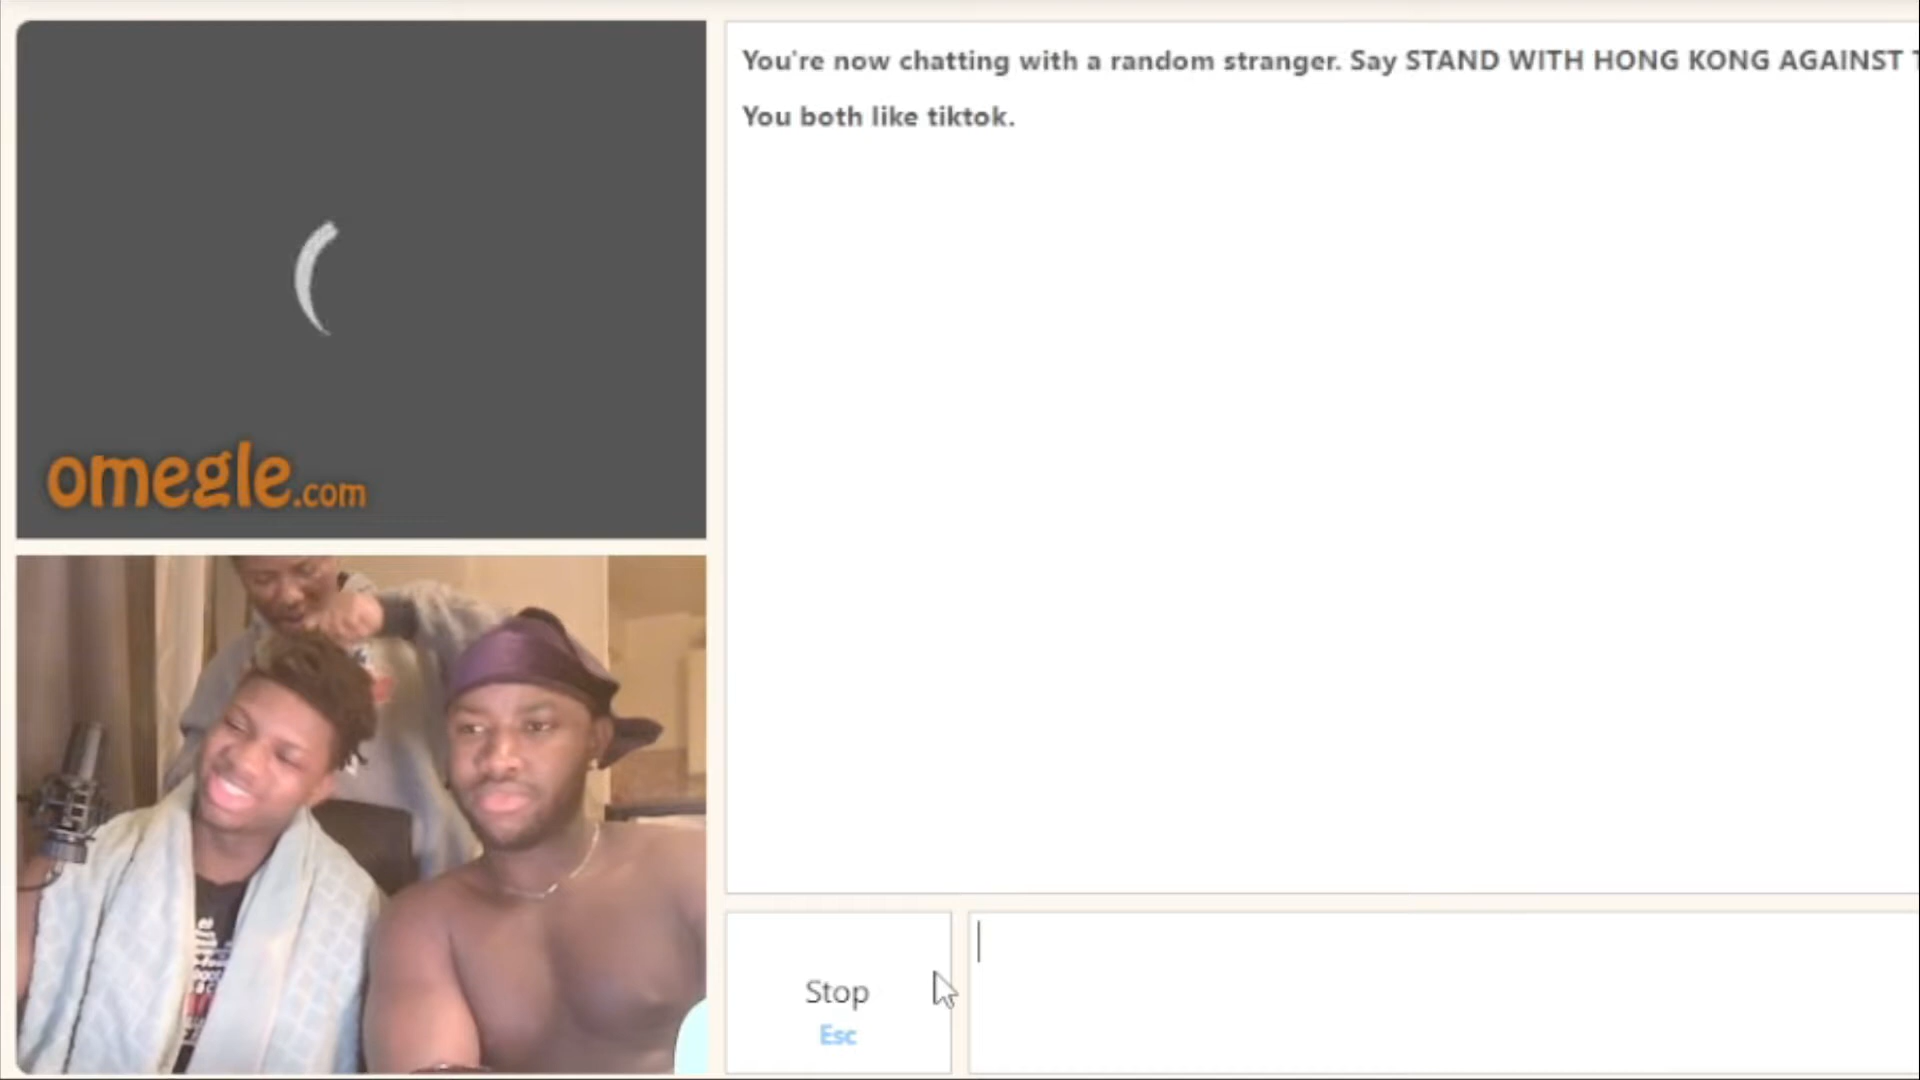 You're now chatting with a random stranger. Say STAND WITH HONG KONG AGAINST
You both like tiktok.
omegle.com
Stop
Esc